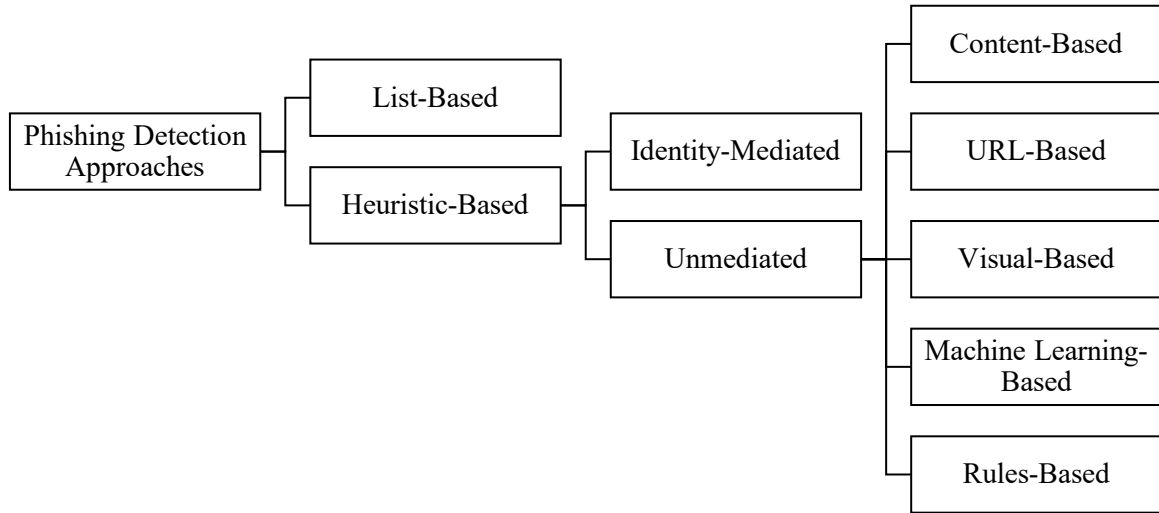 Phishing Detection
Approaches
List-Based
Heuristic-Based
Identity-Mediated
Unmediated
Content-Based
URL-Based
Visual-Based
Machine Learning-
Based
Rules-Based